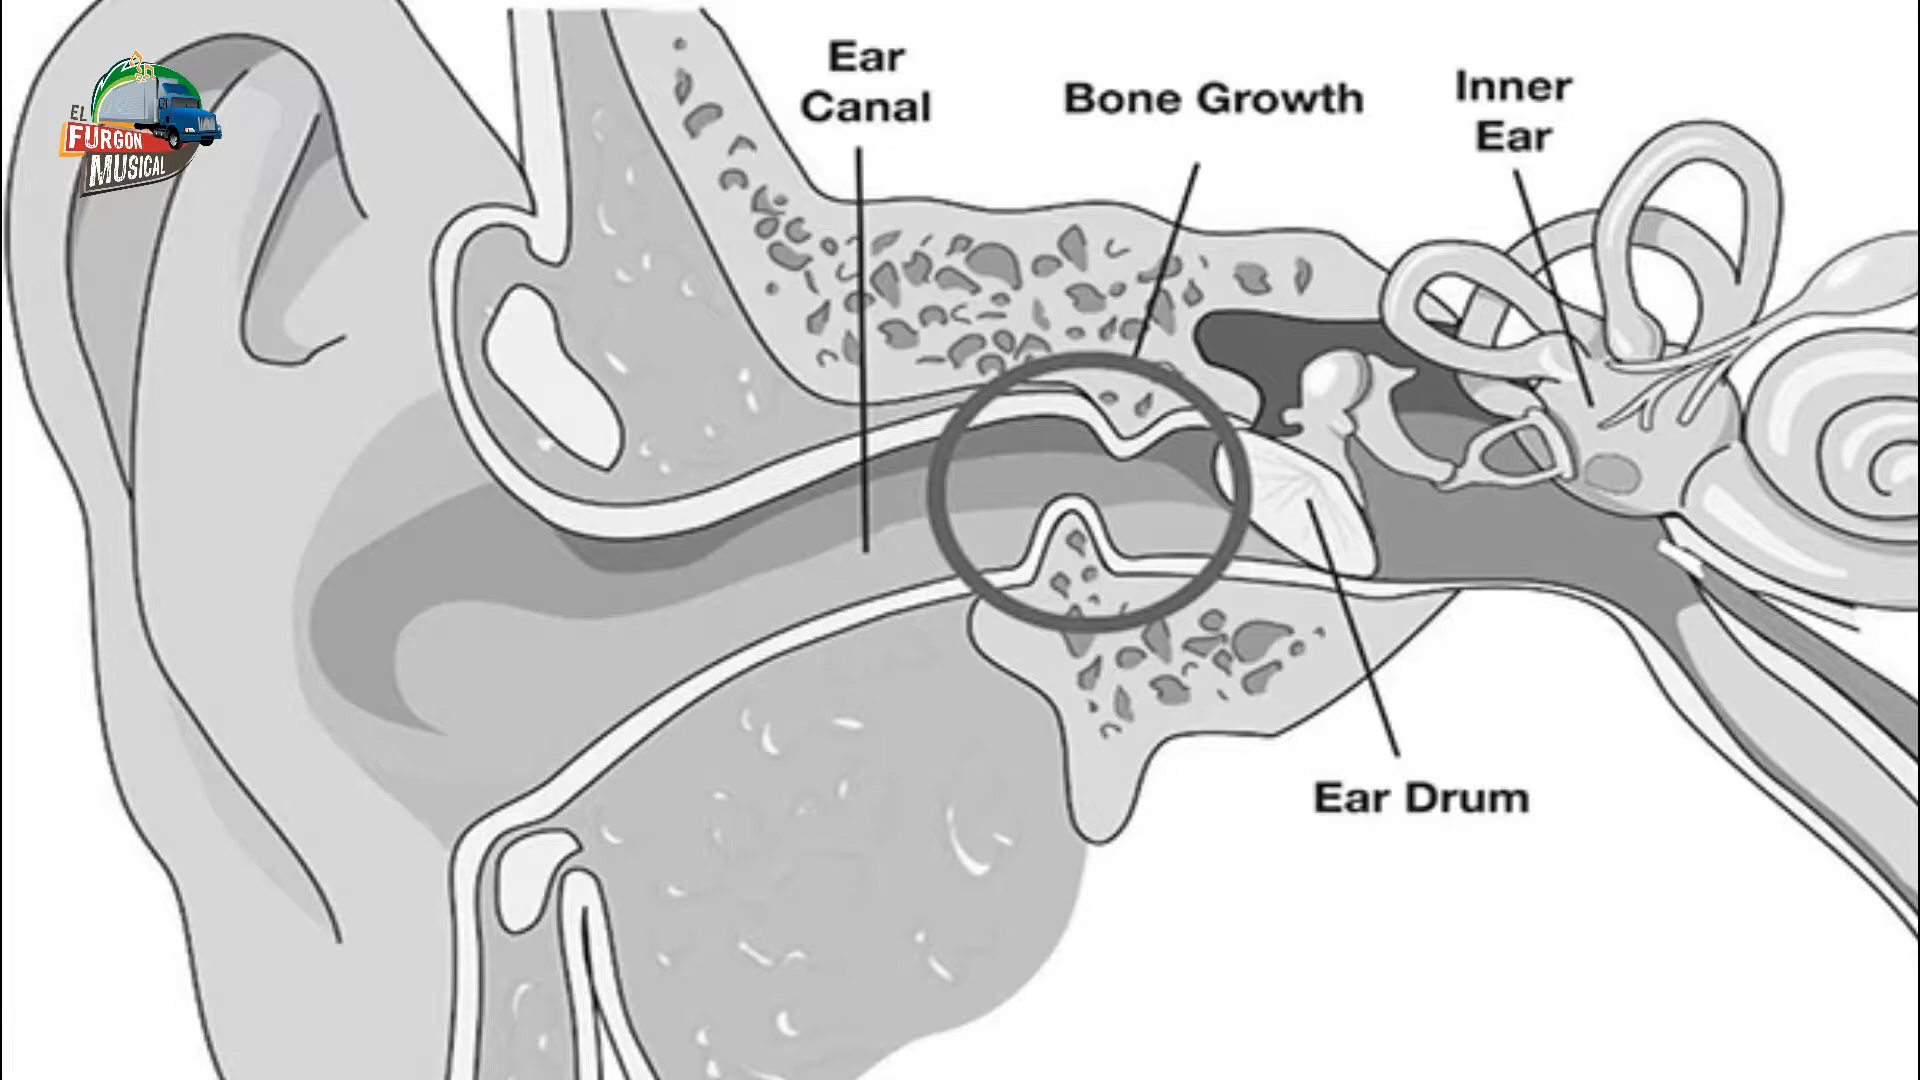 EL
FURGON
MUSICAL
Ear
Canal
Bone Growth
Inner
Ear
Ear Drum